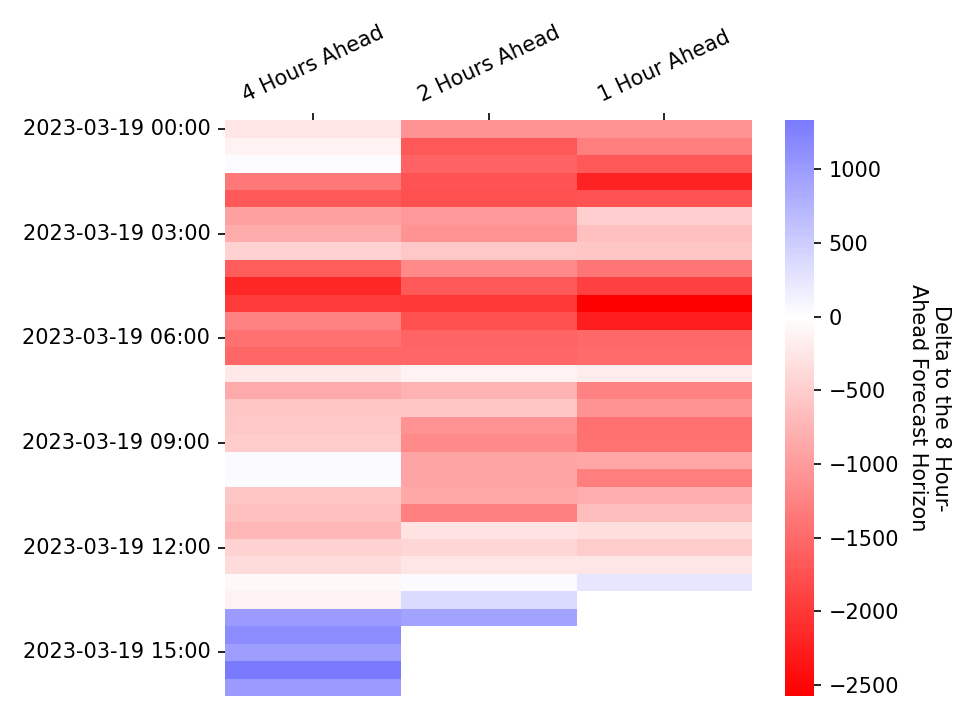 4 Hours Ahead
2 Hours Ahead
1 Hour Ahead
2023-03-19 00:00
2023-03-19 03:00
2023-03-19 06:00
2023-03-19 09:00
2023-03-19 12:00
2023-03-19 15:00
1000
500
0
−500
−1000
−1500
−2000
−2500
Delta to the 8 Hour-
Ahead Forecast Horizon